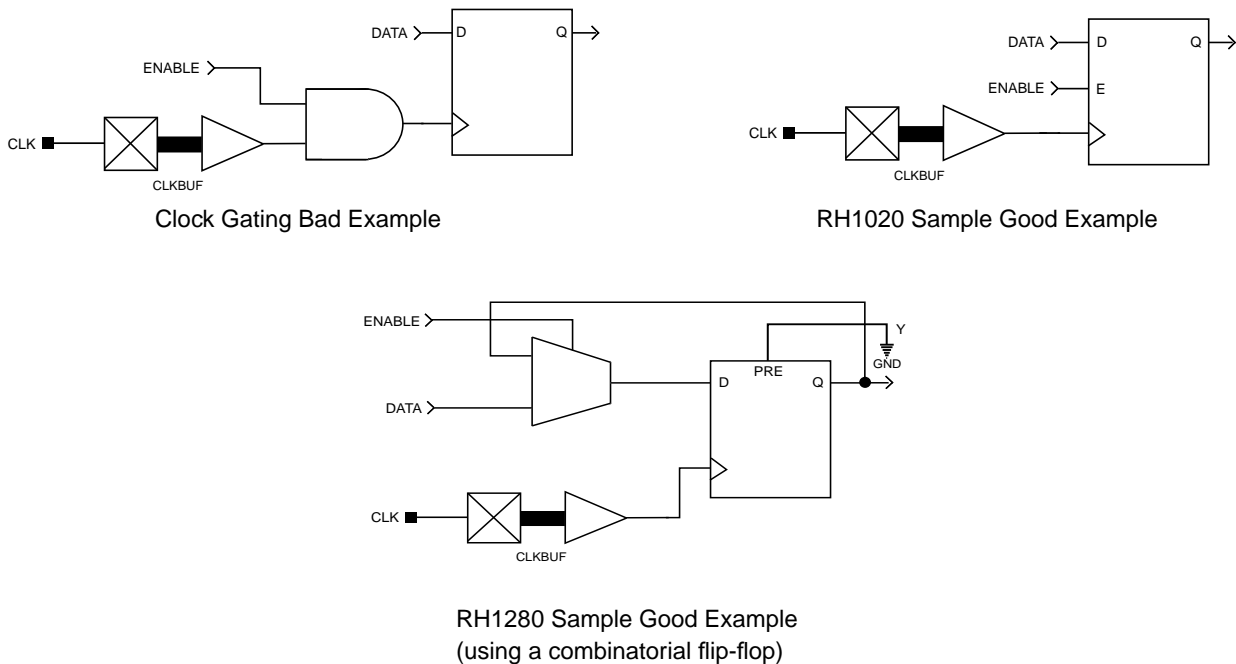 DATA
D
Q
ENABLE
CLK
CLKBUF
Clock Gating Bad Example
DATA
D
Q
ENABLE
E
CLK
CLKBUF
RH1020 Sample Good Example
ENABLE
Y
GND
PRE
D
Q
DATA
CLK
CLKBUF
RH1280 Sample Good Example
(using a combinatorial flip-flop)